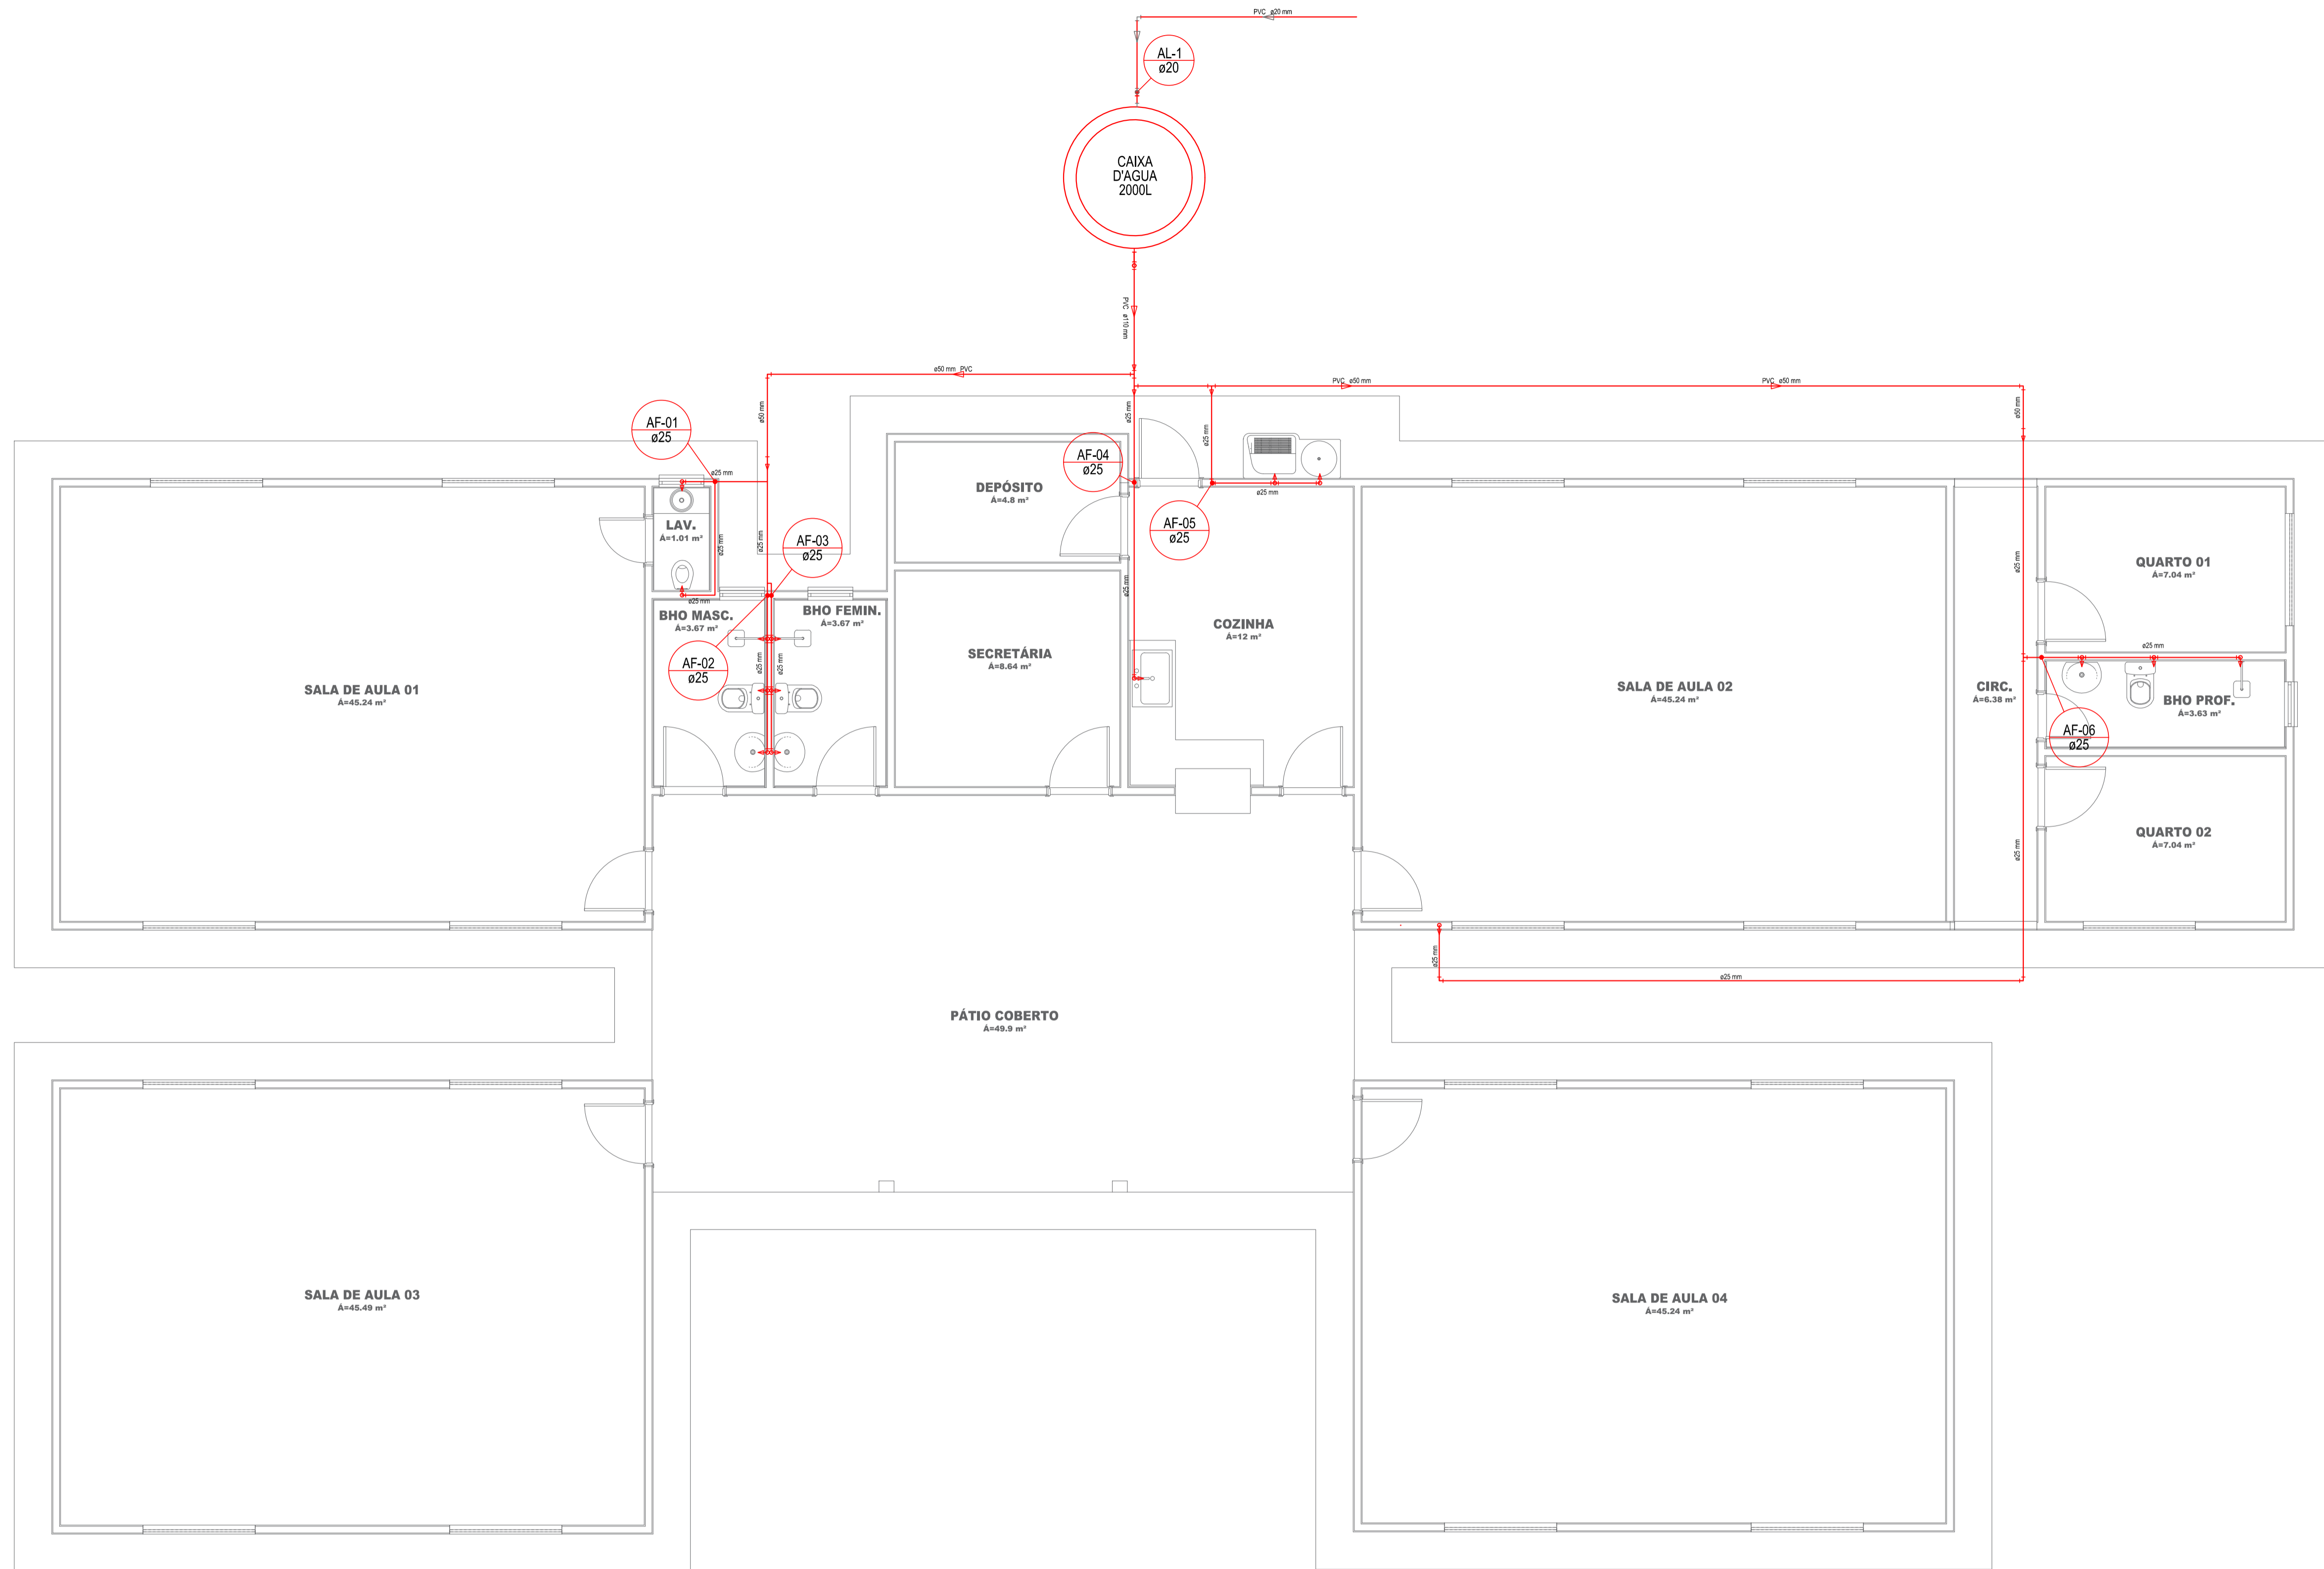 PVC ø20 mm
AL-1
ø20
CAIXA
D'AGUA
2000L
PVC ø110 mm
ø50 mm PVC
PVC ø50 mm
PVC ø50 mm
ø50 mm
ø25 mm
ø25 mm
ø50 mm
AF-01
ø25
AF-04
ø25
ø25 mm
DEPÓSITO
Á=4.8 m²
ø25 mm
AF-05
ø25
LAV.
Á=1.01 m²
ø25 mm
ø25 mm
AF-03
ø25
ø25 mm
QUARTO 01
Á=7.04 m²
ø25 mm
ø25 mm
BHO MASC.
Á=3.67 m²
BHO FEMIN.
Á=3.67 m²
COZINHA
Á=12 m²
SECRETÁRIA
Á=8.64 m²
ø25 mm
AF-02
ø25
ø25 mm
ø25 mm
SALA DE AULA 01
Á=45.24 m²
SALA DE AULA 02
Á=45.24 m²
CIRC.
Á=6.38 m²
ø25 mm
BHO PROF.
Á=3.63 m²
AF-06
ø25
QUARTO 02
Á=7.04 m²
ø25 mm
ø25 mm
ø25 mm
PÁTIO COBERTO
Á=49.9 m²
SALA DE AULA 03
Á=45.49 m²
SALA DE AULA 04
Á=45.24 m²